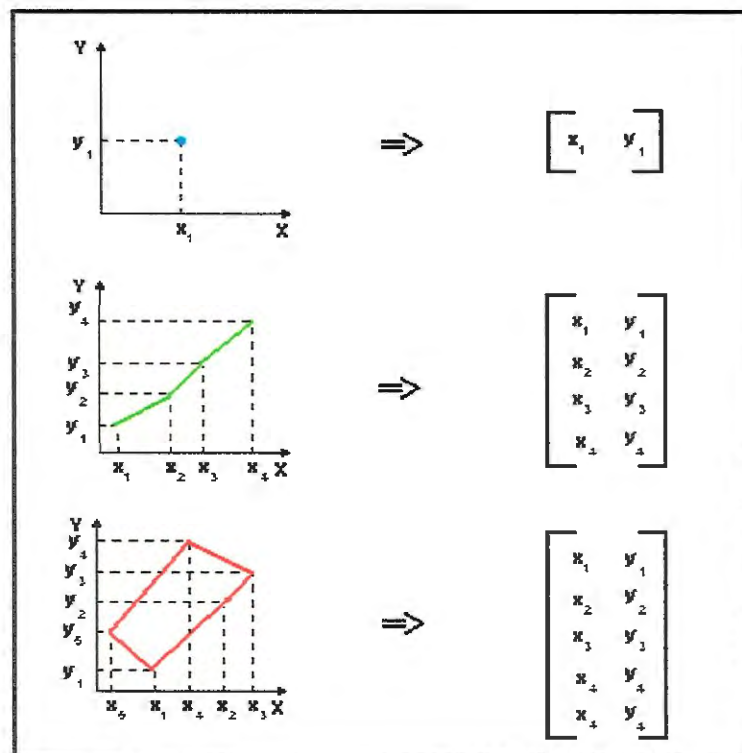 Y
y₁
x₁
X
⇒
x₁ y₁
Y
y₄
y₃
y₂
y₁
x₁ x₂ x₃ x₄ X
⇒
x₁ y₁
x₂ y₂
x₃ y₃
x₄ y₄
Y
y₄
y₃
y₂
y₅
y₁
x₅ x₁ x₄ x₂ x₃ X
⇒
x₁ y₁
x₂ y₂
x₃ y₃
x₄ y₄
x₄ y₄